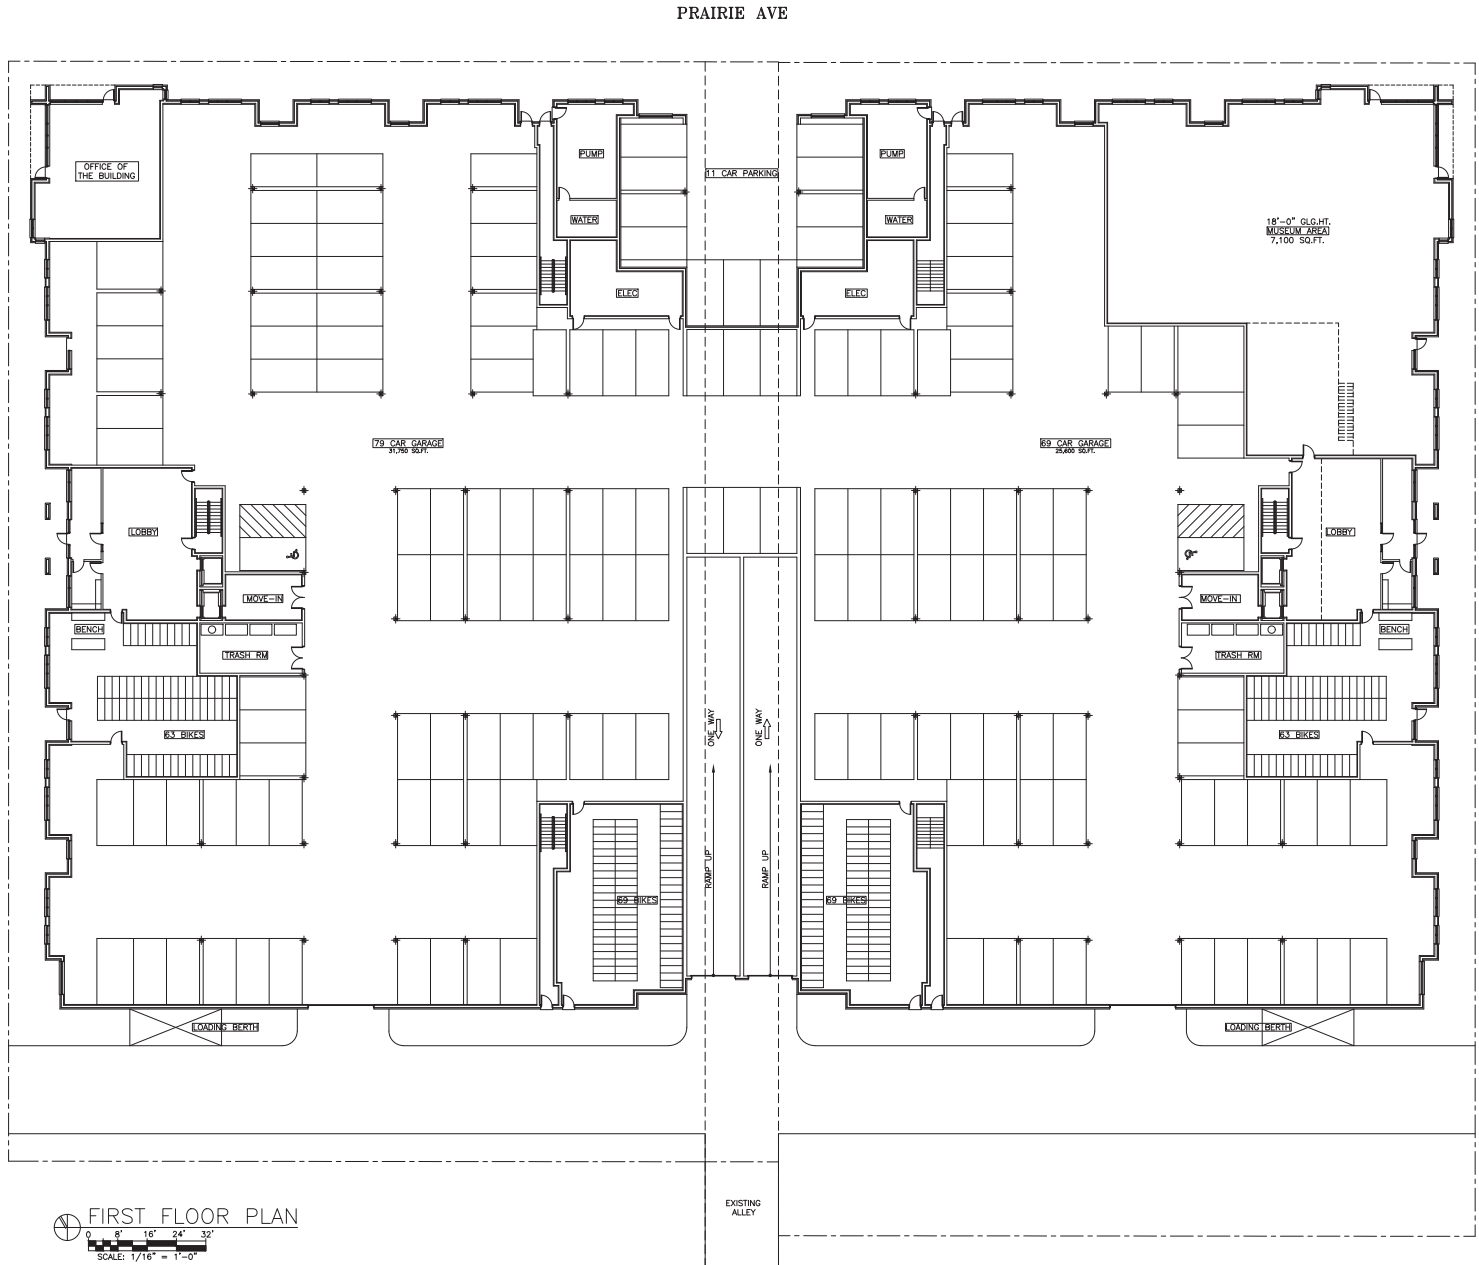 PRAIRIE AVE
OFFICE OF
THE BUILDING
PUMP
11 CAR PARKING
PUMP
WATER
WATER
18'-0" GLG.HT.
MUSEUM AREA
7,100 SQ.FT.
ELEC
ELEC
79 CAR GARAGE
31,750 SQ.FT.
69 CAR GARAGE
25,600 SQ.FT.
LOBBY
LOBBY
MOVE-IN
MOVE-IN
BENCH
BENCH
TRASH RM
TRASH RM
63 BIKES
ONE WAY
ONE WAY
63 BIKES
RAMP UP
RAMP UP
69 BIKES
69 BIKES
LOADING BERTH
LOADING BERTH
EXISTING
ALLEY
FIRST FLOOR PLAN
0 8' 16' 24' 32'
SCALE: 1/16" = 1'-0"